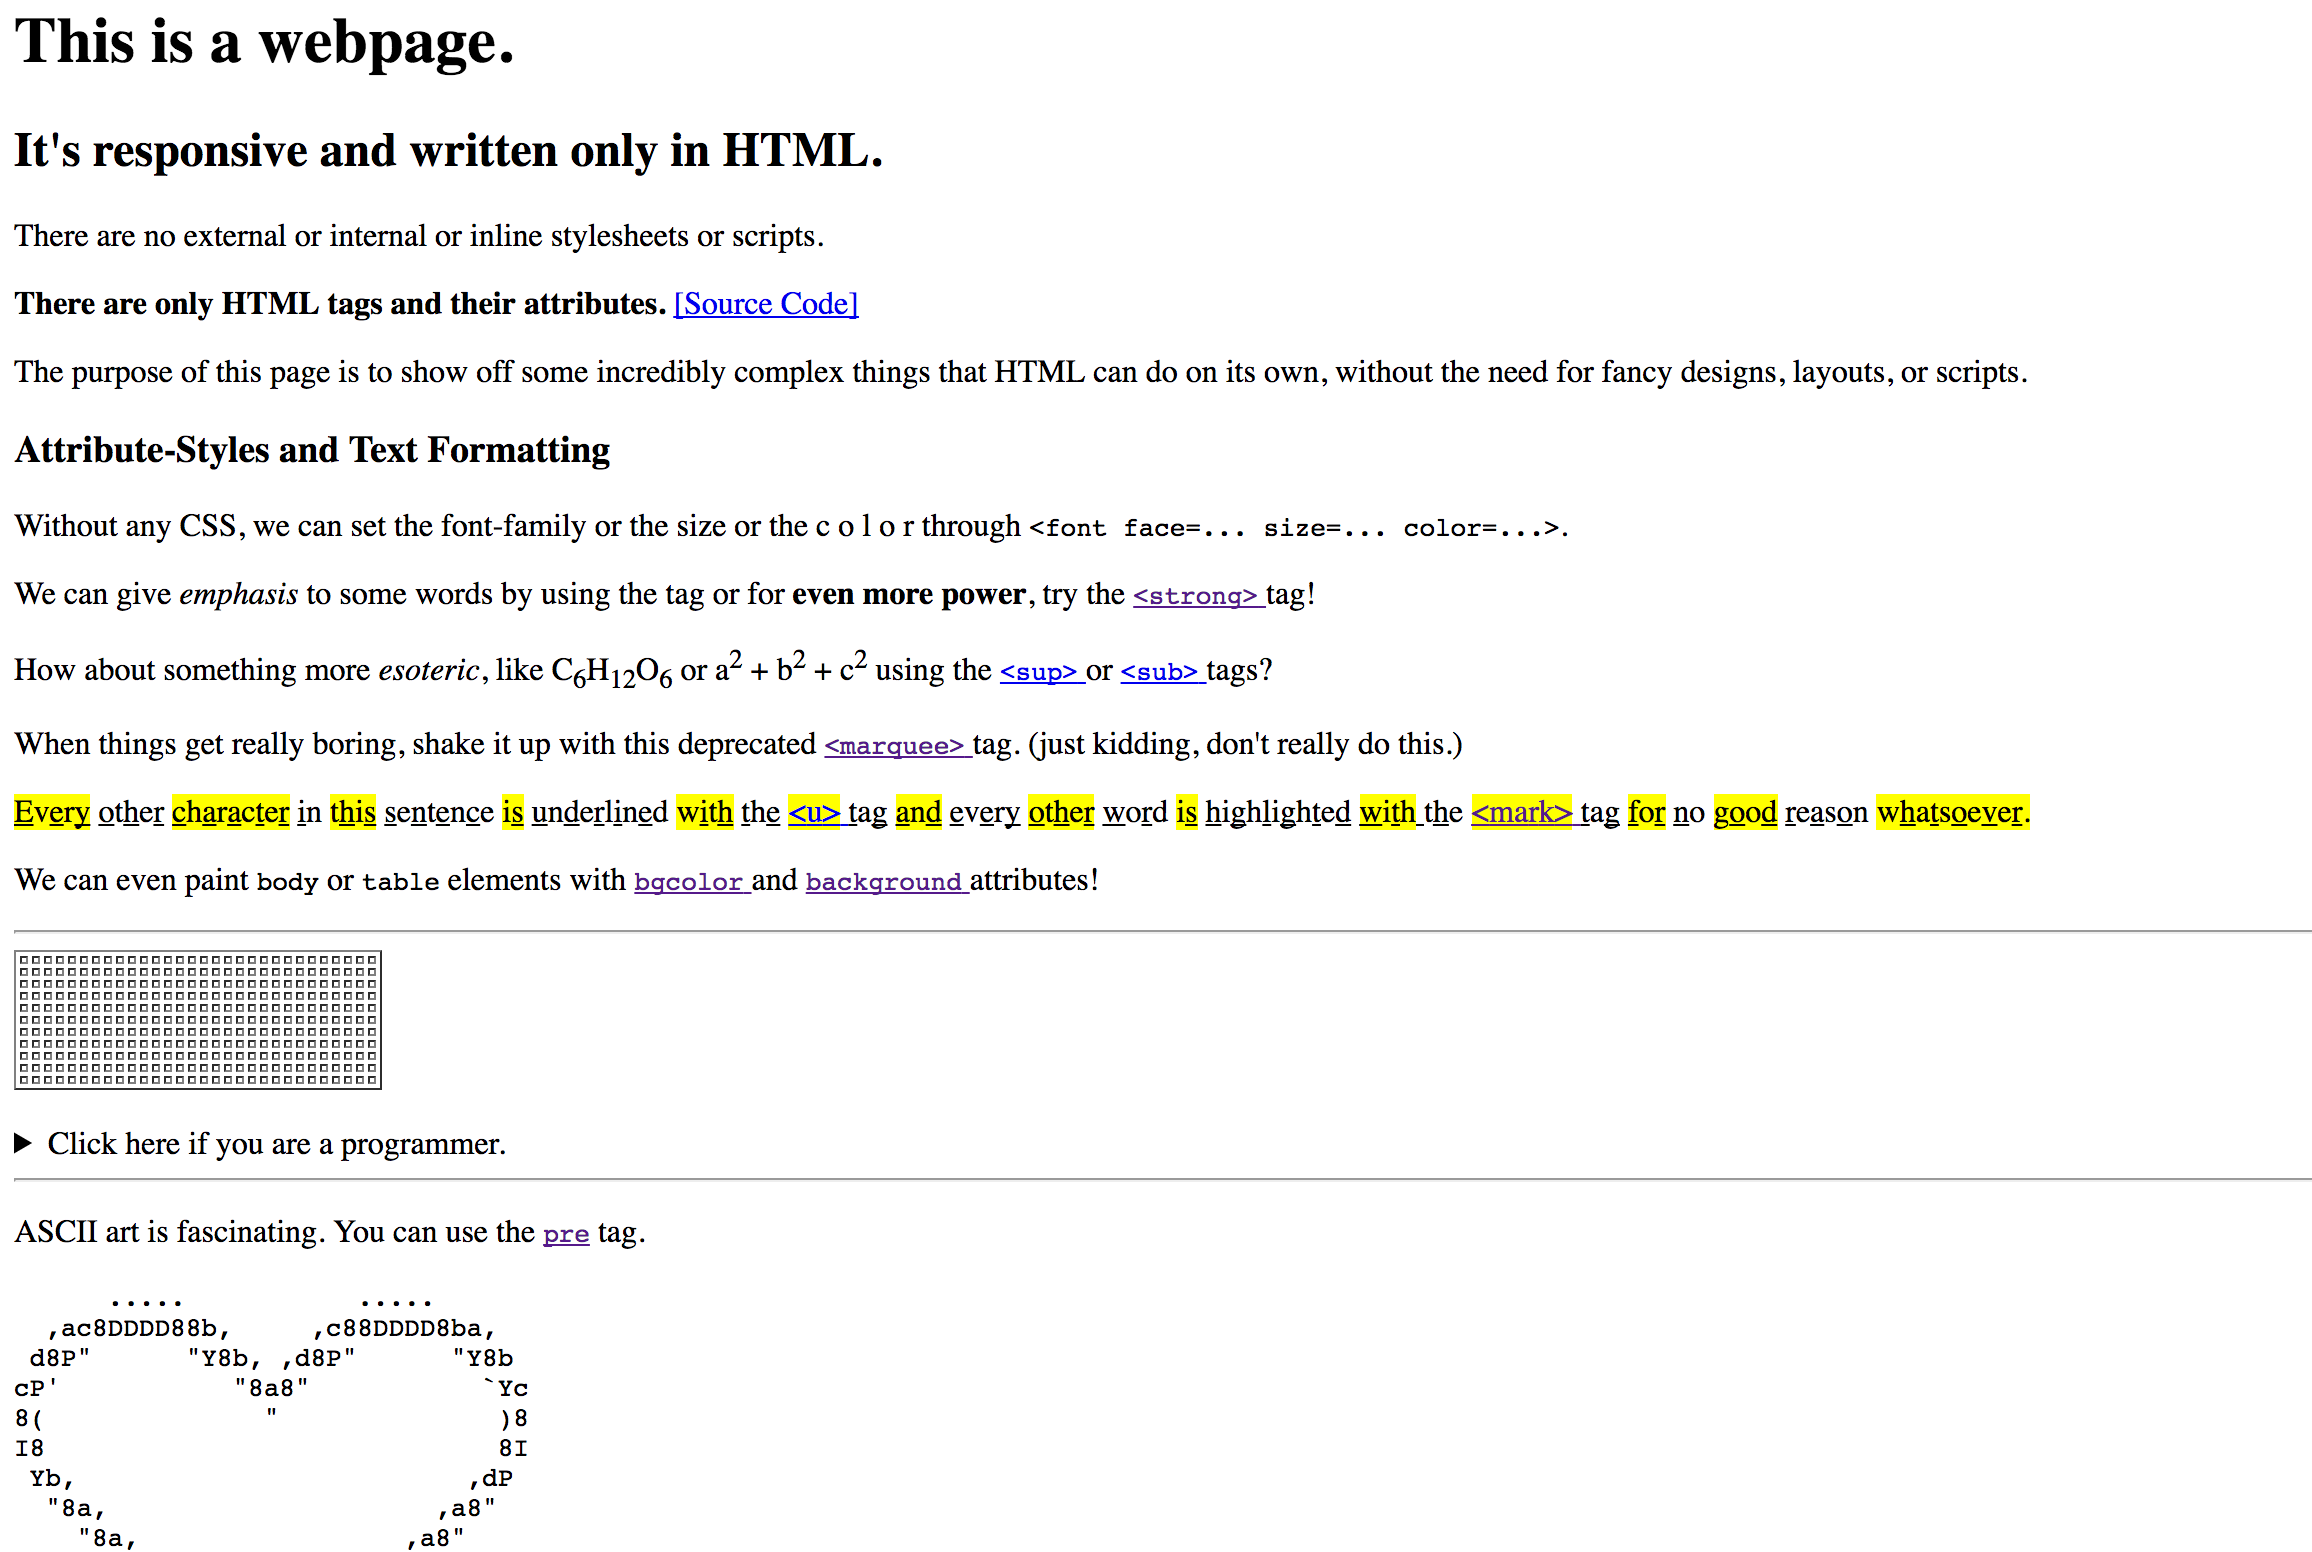 This is a webpage.
It's responsive and written only in HTML.
There are no external or internal or inline stylesheets or scripts.
There are only HTML tags and their attributes. [Source Code]
The purpose of this page is to show off some incredibly complex things that HTML can do on its own, without the need for fancy designs, layouts, or scripts.
Attribute-Styles and Text Formatting
Without any CSS, we can set the font-family or the size or the c o l o r through <font face=... size=... color=...>.
We can give emphasis to some words by using the tag or for even more power, try the <strong> tag!
How about something more esoteric, like C₆H₁₂O₆ or a² + b² + c² using the <sup> or <sub> tags?
When things get really boring, shake it up with this deprecated <marquee> tag. (just kidding, don't really do this.)
Every other character in this sentence is underlined with the <u> tag and every other word is highlighted with the <mark> tag for no good reason whatsoever.
We can even paint body or table elements with bgcolor and background attributes!
Click here if you are a programmer.
ASCII art is fascinating. You can use the pre tag.
      .....           .....
  ,ac8DDDD88b,     ,c88DDDD8ba,
 d8P"      "Y8b, ,d8P"      "Y8b
cP'           "8a8"           `Yc
8(              "              )8
I8                             8I
 Yb,                         ,dP
  "8a,                     ,a8"
    "8a,                 ,a8"